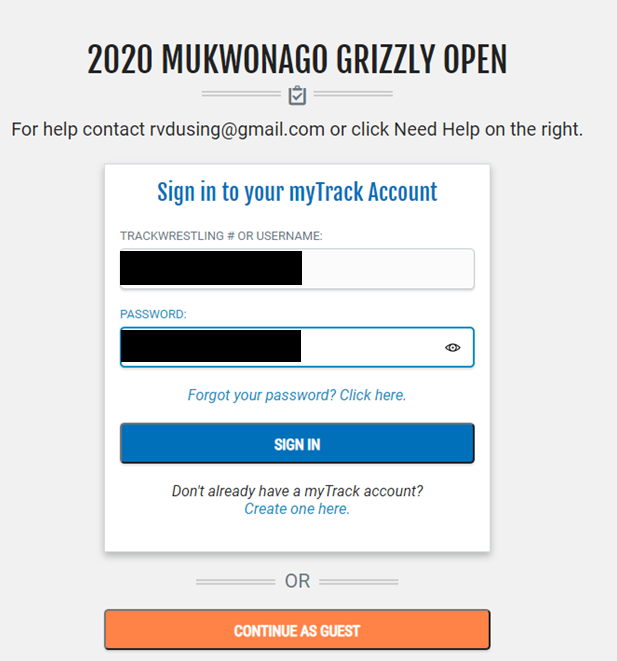 2020 MUKWONAGO GRIZZLY OPEN
For help contact rvdusing@gmail.com or click Need Help on the right.
Sign in to your myTrack Account
TRACKWRESTLING # OR USERNAME:
PASSWORD:
Forgot your password? Click here.
SIGN IN
Don't already have a myTrack account?
Create one here.
OR
CONTINUE AS GUEST